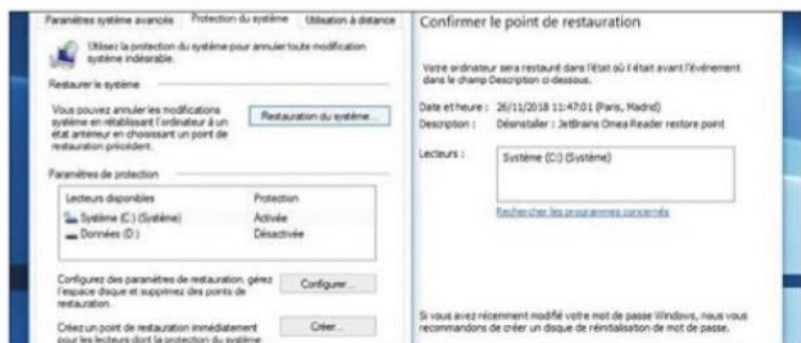 Paramètres système avancés Protection du système Utilisation à distance
Utilisez la protection du système pour annuler toute modification
système indésirable.
Restaurer le système
Vous pouvez annuler les modifications
système en rétablissant l'ordinateur à un
état antérieur en choisissant un point de
restauration précédent.
Restauration du système...
Paramètres de protection
Lecteurs disponibles Protection
Système (C:) (Système) Activée
Données (D:) Désactivée
Configurez des paramètres de restauration, gérez
l'espace disque et supprimez des points de
restauration.
Configurer...
Créez un point de restauration immédiatement
pour les lecteurs dont la protection du système
Créer...
Confirmer le point de restauration
Votre ordinateur sera restauré dans l'état où il était avant l'événement
dans le champ Description ci-dessous.
Date et heure : 26/11/2018 11:47:01 (Paris, Madrid)
Description : Désinstaller : JetBrains Omea Reader restore point
Lecteurs :
Système (C:) (Système)
Rechercher les programmes concernés
Si vous avez récemment modifié votre mot de passe Windows, nous vous
recommandons de créer un disque de réinitialisation de mot de passe.